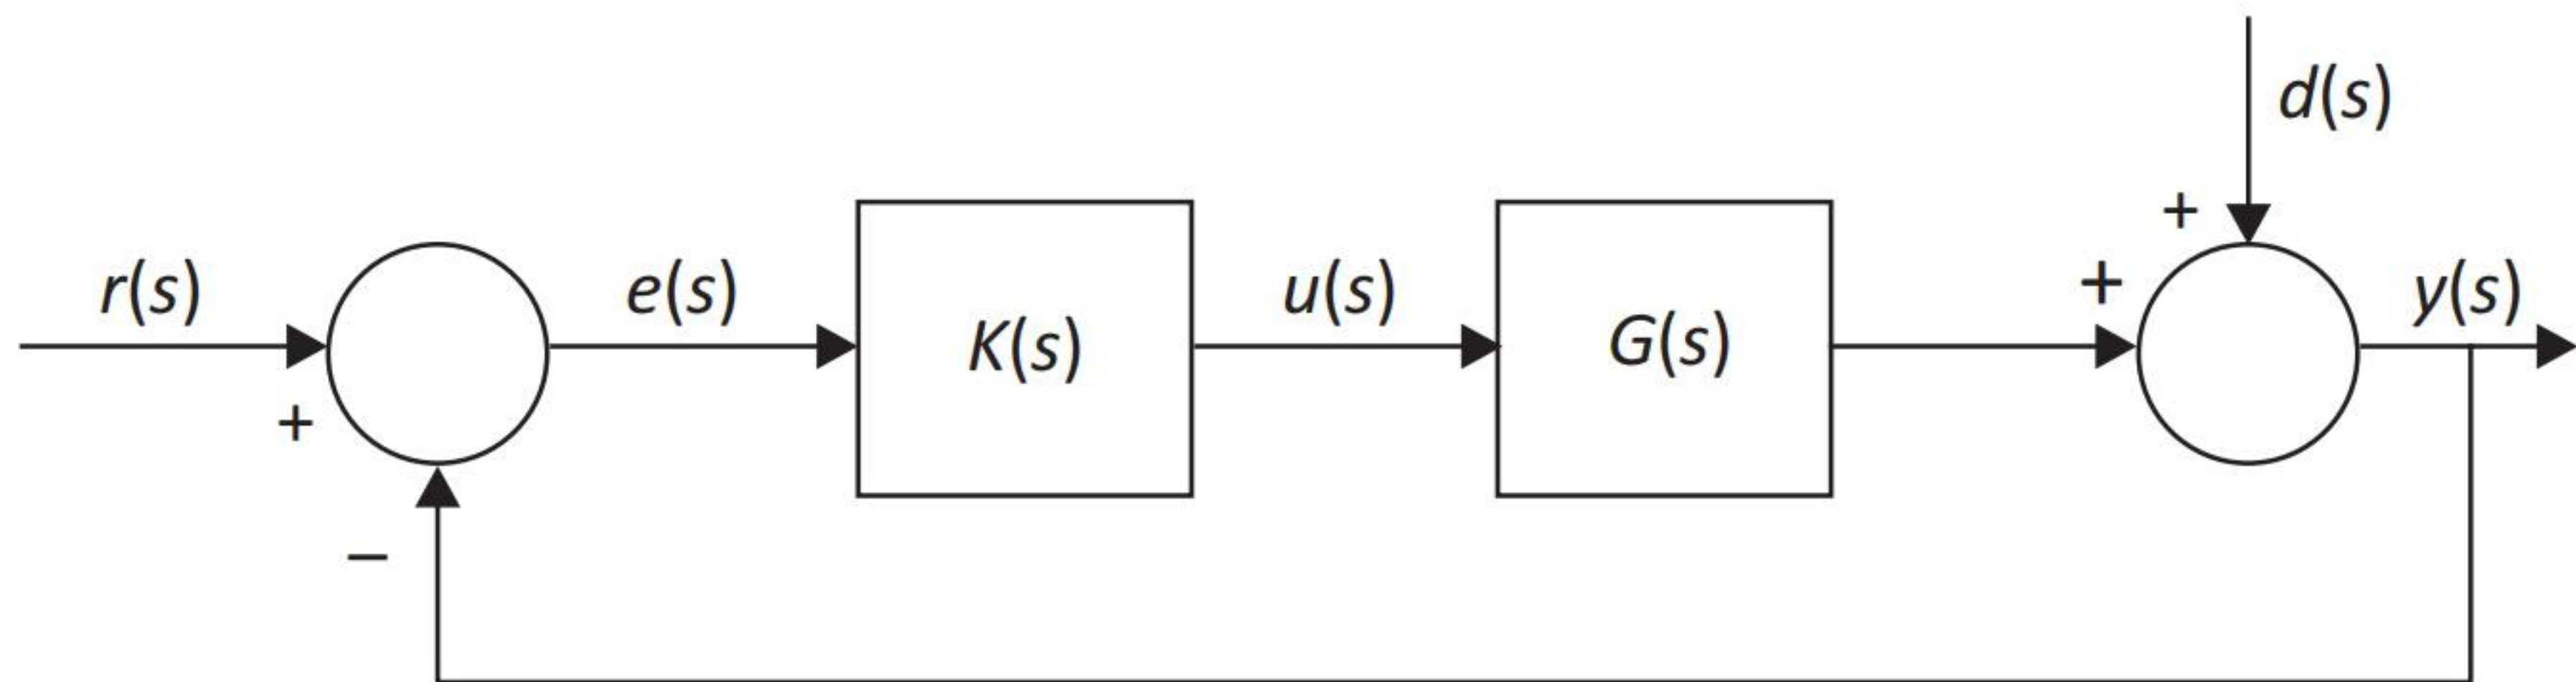 d(s)
+
r(s)
e(s)
u(s)
+
y(s)
K(s)
G(s)
+
−